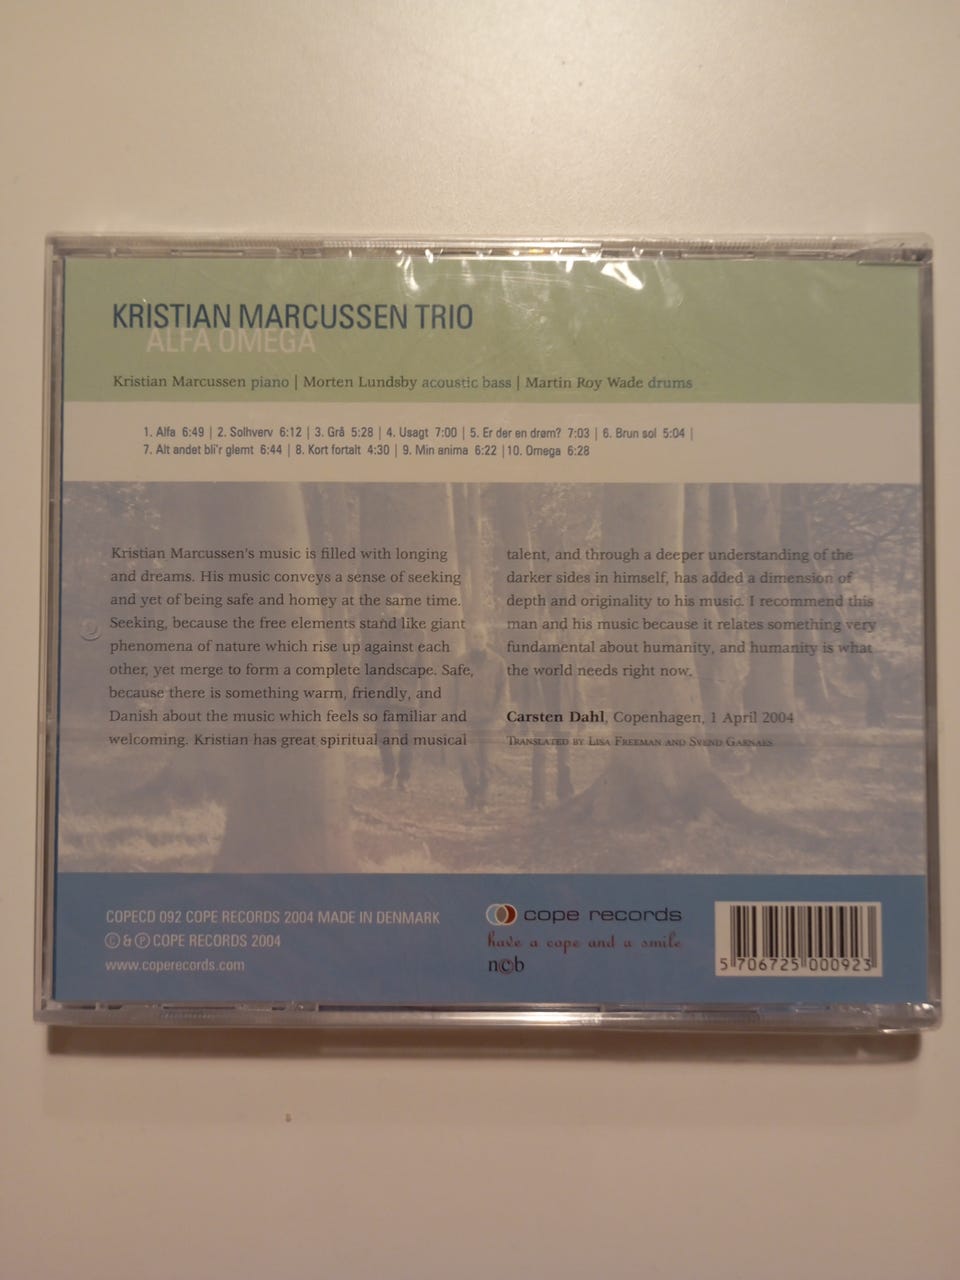 KRISTIAN MARCUSSEN TRIO
ALFA OMEGA
Kristian Marcussen piano | Morten Lundsby acoustic bass | Martin Roy Wade drums
1. Alfa 6:49 | 2. Solhverv 6:12 | 3. Grå 5:28 | 4. Usagt 7:00 | 5. Er der en drøm? 7:03 | 6. Brun sol 5:04 |
7. Alt andet bli'r glemt 6:44 | 8. Kort fortalt 4:30 | 9. Min anima 6:22 | 10. Omega 6:28
Kristian Marcussen's music is filled with longing
and dreams. His music conveys a sense of seeking
and yet of being safe and homey at the same time.
Seeking, because the free elements stand like giant
phenomena of nature which rise up against each
other, yet merge to form a complete landscape. Safe,
because there is something warm, friendly, and
Danish about the music which feels so familiar and
welcoming. Kristian has great spiritual and musical
talent, and through a deeper understanding of the
darker sides in himself, has added a dimension of
depth and originality to his music. I recommend this
man and his music because it relates something very
fundamental about humanity, and humanity is what
the world needs right now.
Carsten Dahl, Copenhagen, 1 April 2004
Translated by Lisa Freeman and Svend Garnaes
COPECD 092 COPE RECORDS 2004 MADE IN DENMARK
© & ℗ COPE RECORDS 2004
www.coperecords.com
cope records
have a cope and a smile
ncb
5 706725 000923